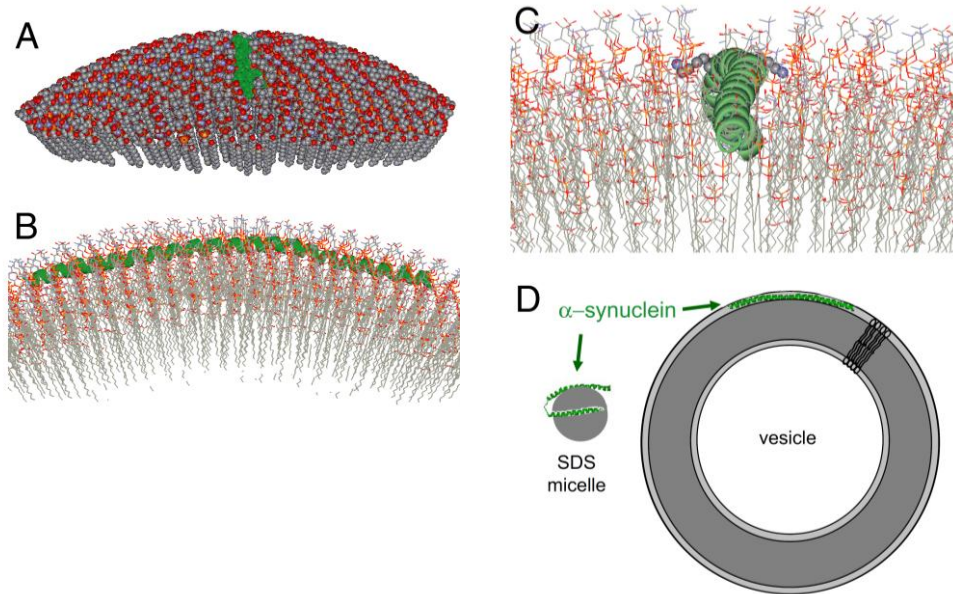 A
B
C
D
α–synuclein
SDS
micelle
vesicle